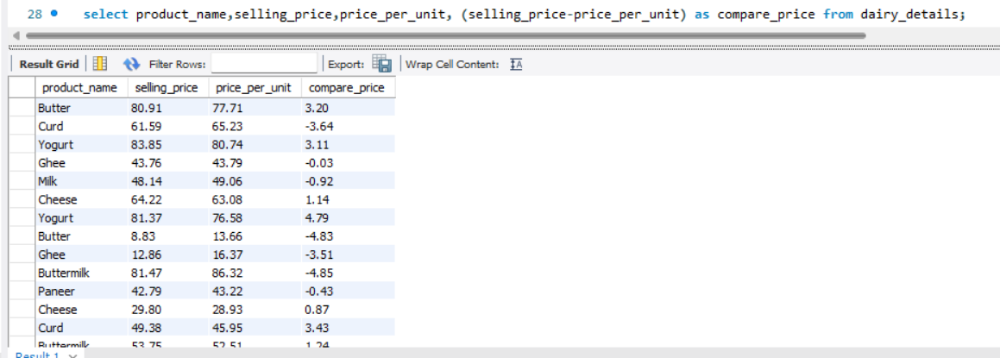 28 select product_name,selling_price,price_per_unit, (selling_price-price_per_unit) as compare_price from dairy_details;
Result Grid Filter Rows: Export: Wrap Cell Content: IA
product_name selling_price price_per_unit compare_price
Butter 80.91 77.71 3.20
Curd 61.59 65.23 -3.64
Yogurt 83.85 80.74 3.11
Ghee 43.76 43.79 -0.03
Milk 48.14 49.06 -0.92
Cheese 64.22 63.08 1.14
Yogurt 81.37 76.58 4.79
Butter 8.83 13.66 -4.83
Ghee 12.86 16.37 -3.51
Buttermilk 81.47 86.32 -4.85
Paneer 42.79 43.22 -0.43
Cheese 29.80 28.93 0.87
Curd 49.38 45.95 3.43
Buttermilk 53.75 52.51 1.24
Result 1